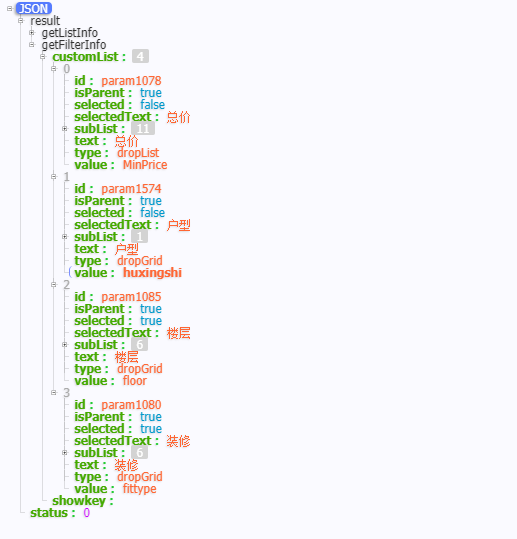 JSON
result
getListInfo
getFilterInfo
customList : 4
0
id : param1078
isParent : true
selected : false
selectedText : 总价
subList : 11
text : 总价
type : dropList
value : MinPrice
1
id : param1574
isParent : true
selected : false
selectedText : 户型
subList : 1
text : 户型
type : dropGrid
value : huxingshi
2
id : param1085
isParent : true
selected : true
selectedText : 楼层
subList : 6
text : 楼层
type : dropGrid
value : floor
3
id : param1080
isParent : true
selected : true
selectedText : 装修
subList : 6
text : 装修
type : dropGrid
value : fittype
showkey :
status : 0